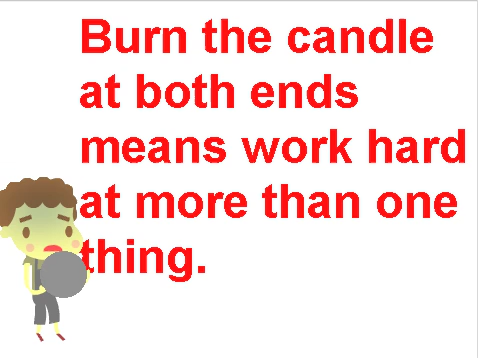 Burn the candle
at both ends
means work hard
at more than one
thing.